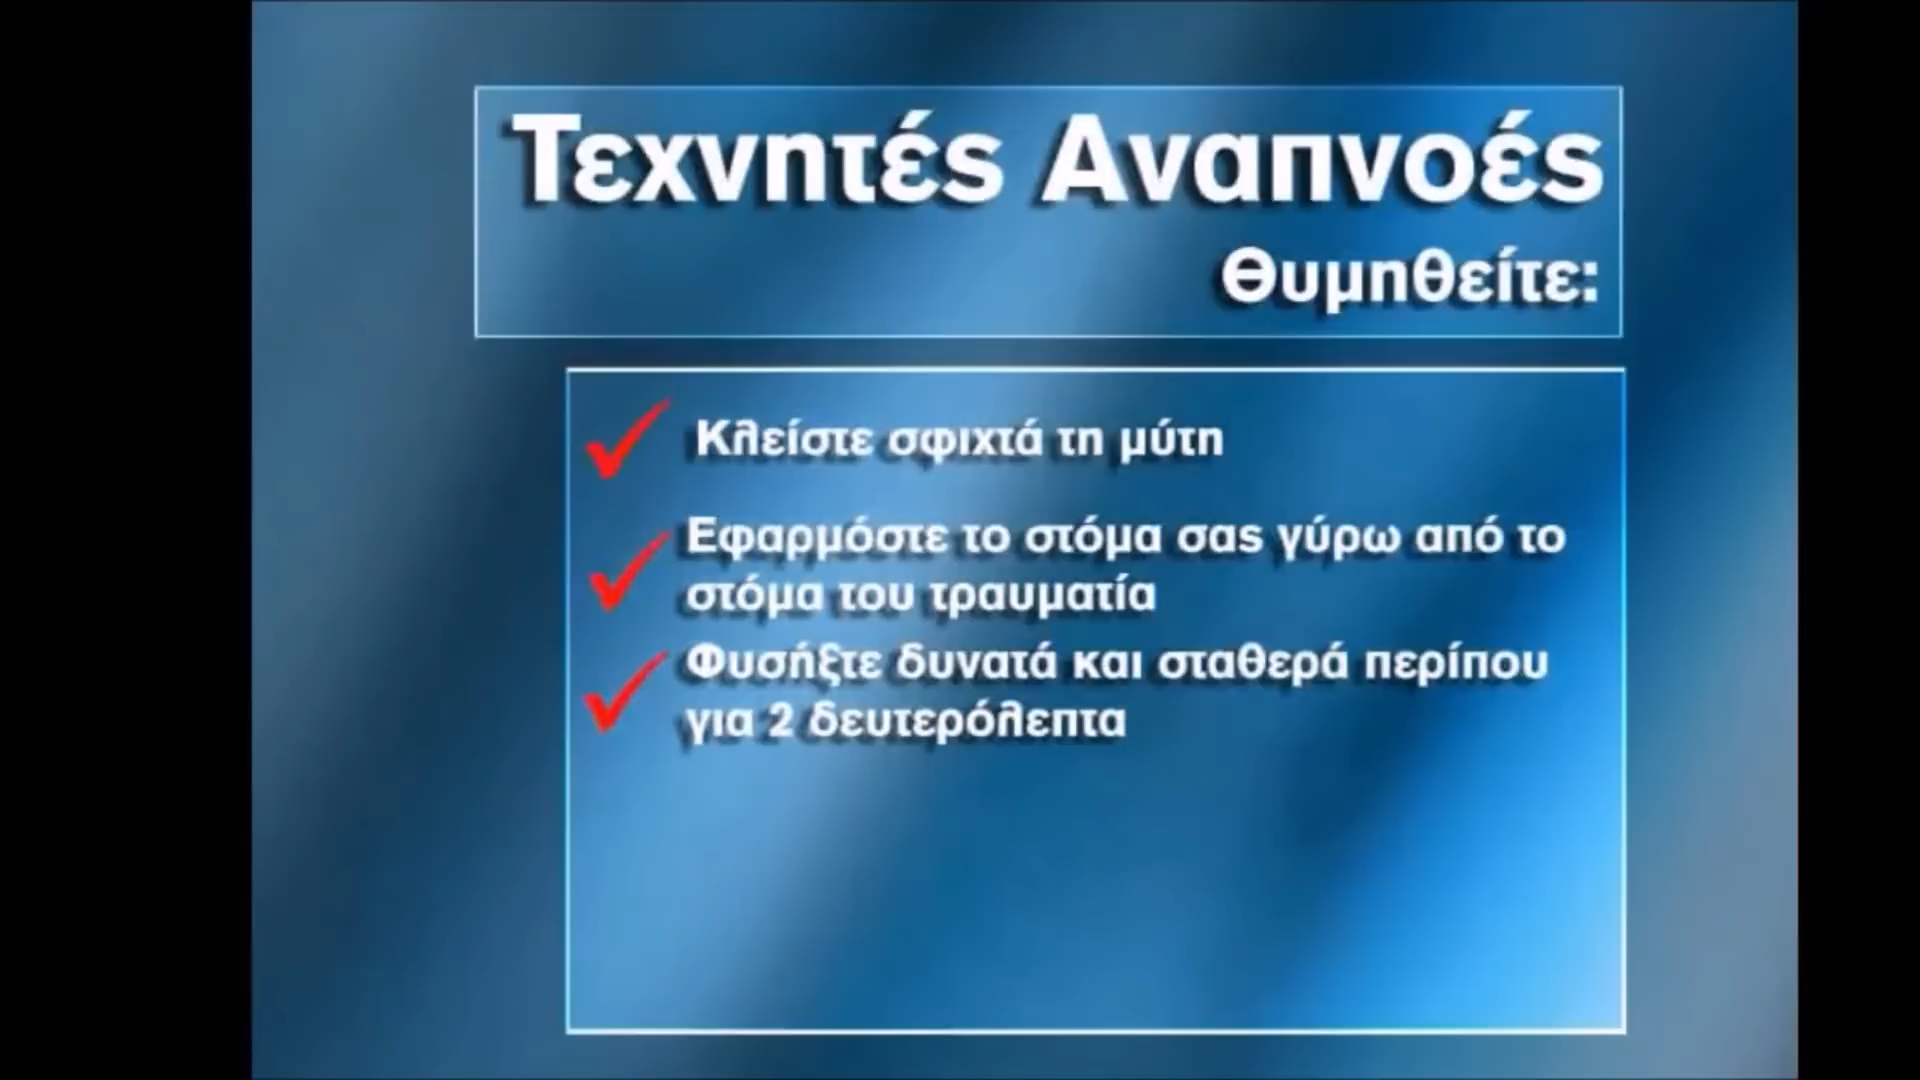 Τεχνητές Αναπνοές
Θυμηθείτε:
Κλείστε σφιχτά τη μύτη
Εφαρμόστε το στόμα σας γύρω από το
στόμα του τραυματία
Φυσήξτε δυνατά και σταθερά περίπου
για 2 δευτερόλεπτα